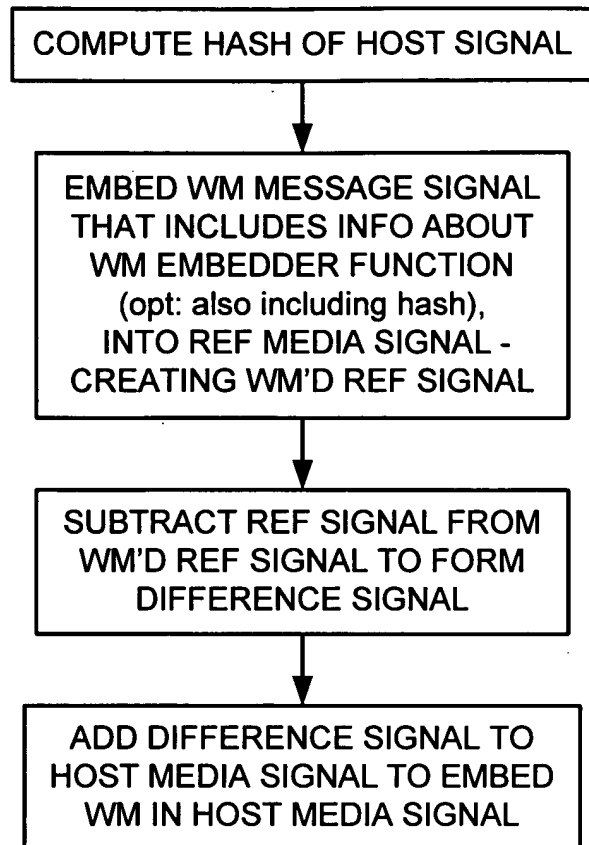 COMPUTE HASH OF HOST SIGNAL
EMBED WM MESSAGE SIGNAL
THAT INCLUDES INFO ABOUT
WM EMBEDDER FUNCTION
(opt: also including hash),
INTO REF MEDIA SIGNAL -
CREATING WM'D REF SIGNAL
SUBTRACT REF SIGNAL FROM
WM'D REF SIGNAL TO FORM
DIFFERENCE SIGNAL
ADD DIFFERENCE SIGNAL TO
HOST MEDIA SIGNAL TO EMBED
WM IN HOST MEDIA SIGNAL